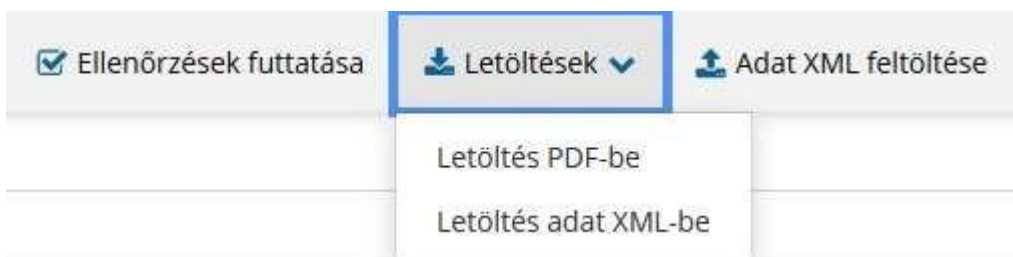 Ellenőrzések futtatása Letöltések Adat XML feltöltése
Letöltés PDF-be
Letöltés adat XML-be